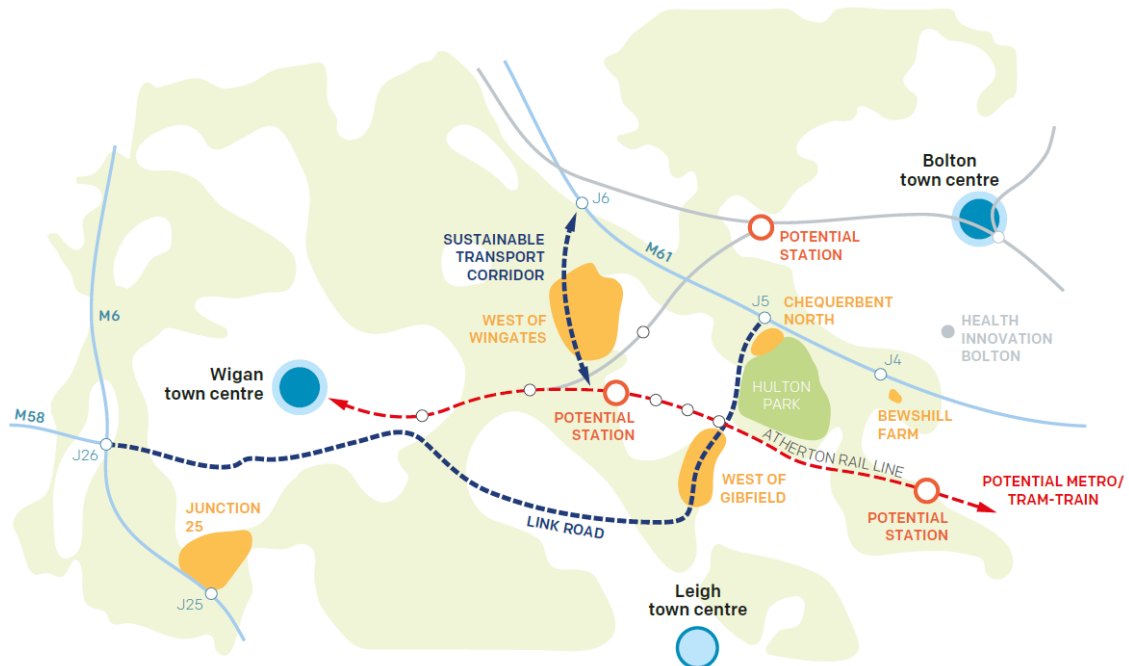 Bolton
town centre
J6
SUSTAINABLE
TRANSPORT
CORRIDOR
POTENTIAL
STATION
M61
M6
J5
CHEQUERBENT
NORTH
WEST OF
WINGATES
HEALTH
INNOVATION
BOLTON
J4
Wigan
town centre
HULTON
PARK
M58
POTENTIAL
STATION
BEWSHILL
FARM
J26
ATHERTON RAIL LINE
WEST OF
GIBFIELD
POTENTIAL METRO/
TRAM-TRAIN
JUNCTION
25
LINK ROAD
POTENTIAL
STATION
J25
Leigh
town centre